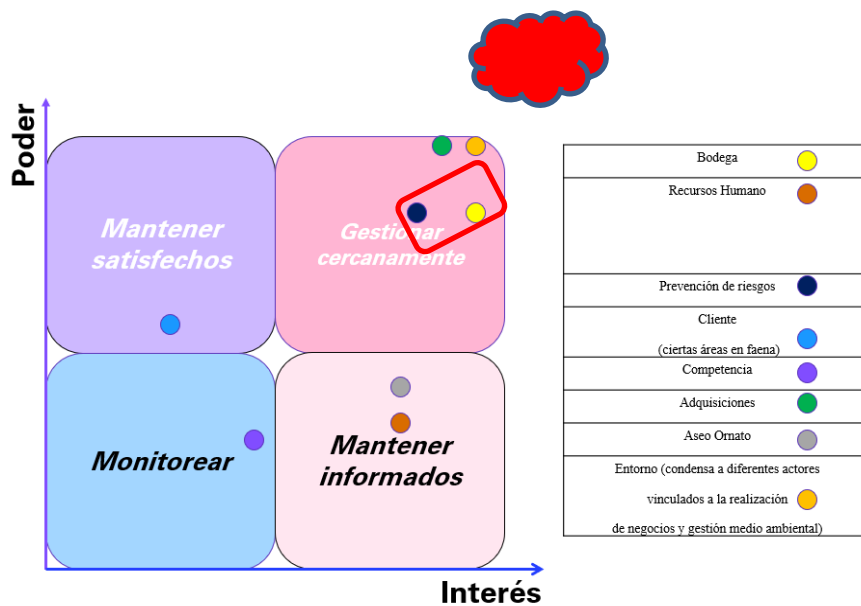 Poder
Mantener
satisfechos
Gestionar
cercanamente
Monitorear
Mantener
informados
Interés
Bodega
Recursos Humano
Prevención de riesgos
Cliente
(ciertas áreas en faena)
Competencia
Adquisiciones
Aseo Ornato
Entorno (condensa a diferentes actores
vinculados a la realización
de negocios y gestión medio ambiental)